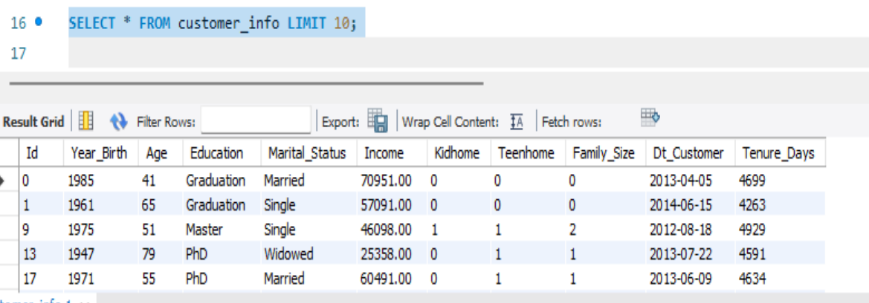 16 SELECT * FROM customer_info LIMIT 10;
17
Result Grid Filter Rows: Export: Wrap Cell Content: Fetch rows:
Id Year_Birth Age Education Marital_Status Income Kidhome Teenhome Family_Size Dt_Customer Tenure_Days
0 1985 41 Graduation Married 70951.00 0 0 0 2013-04-05 4699
1 1961 65 Graduation Single 57091.00 0 0 0 2014-06-15 4263
9 1975 51 Master Single 46098.00 1 1 2 2012-08-18 4929
13 1947 79 PhD Widowed 25358.00 0 1 1 2013-07-22 4591
17 1971 55 PhD Married 60491.00 0 1 1 2013-06-09 4634